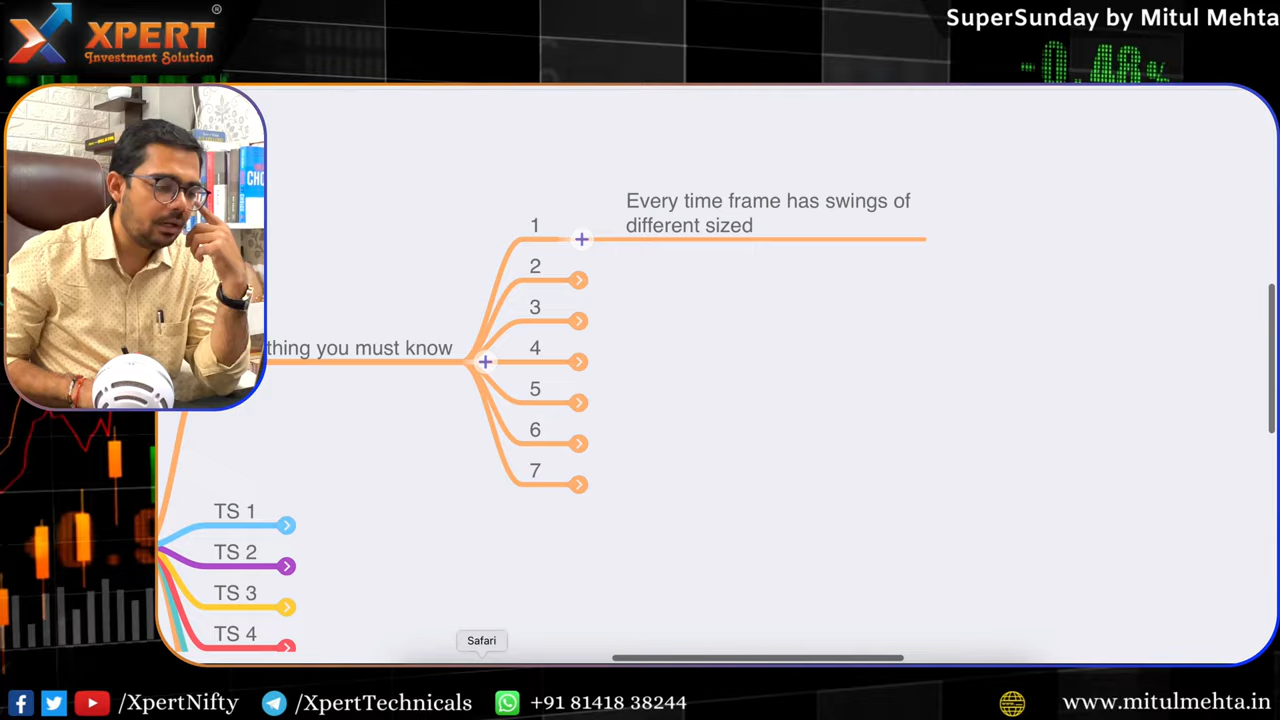 XPERT
®
Investment Solution
SuperSunday by Mitul Mehta
-0.48%
Every time frame has swings of
different sized
1
2
3
thing you must know
4
5
6
7
TS 1
TS 2
TS 3
TS 4
Safari
/XpertNifty
/XpertTechnicals
+91 81418 38244
www.mitulmehta.in